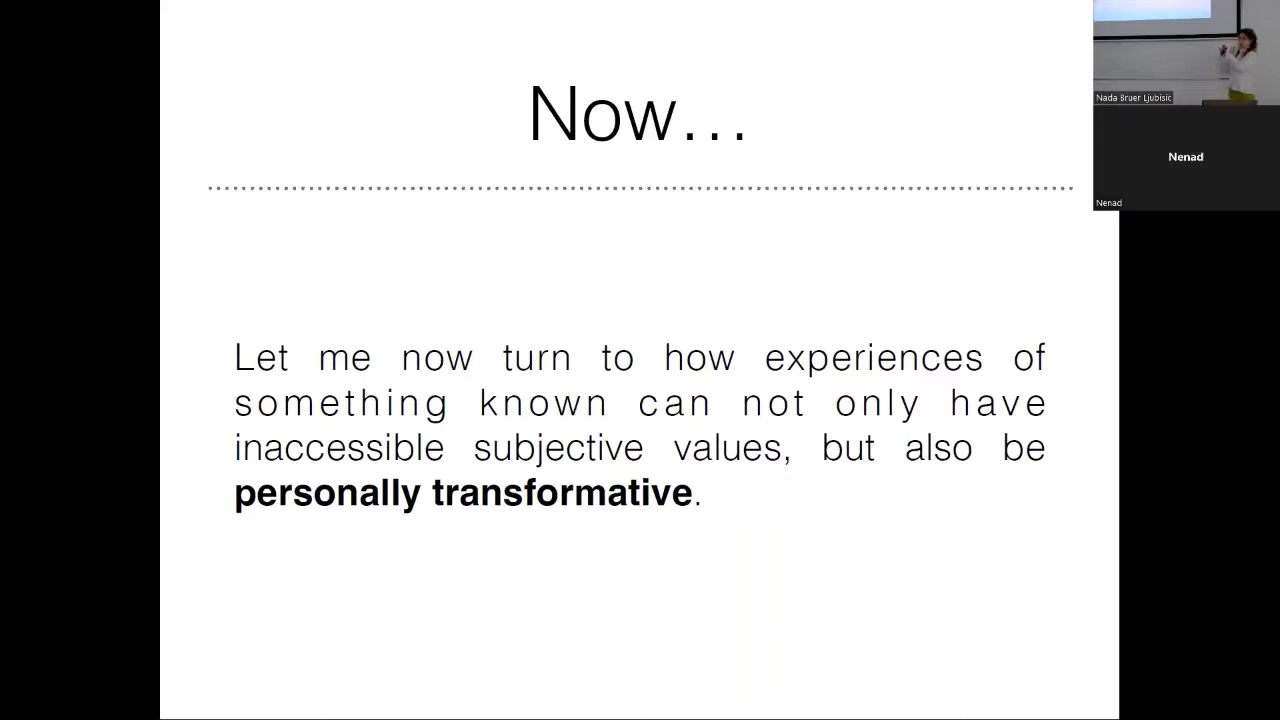 Now...
Let me now turn to how experiences of
something known can not only have
inaccessible subjective values, but also be
personally transformative.
Nada Bruer Ljubisic
Nenad
Nenad